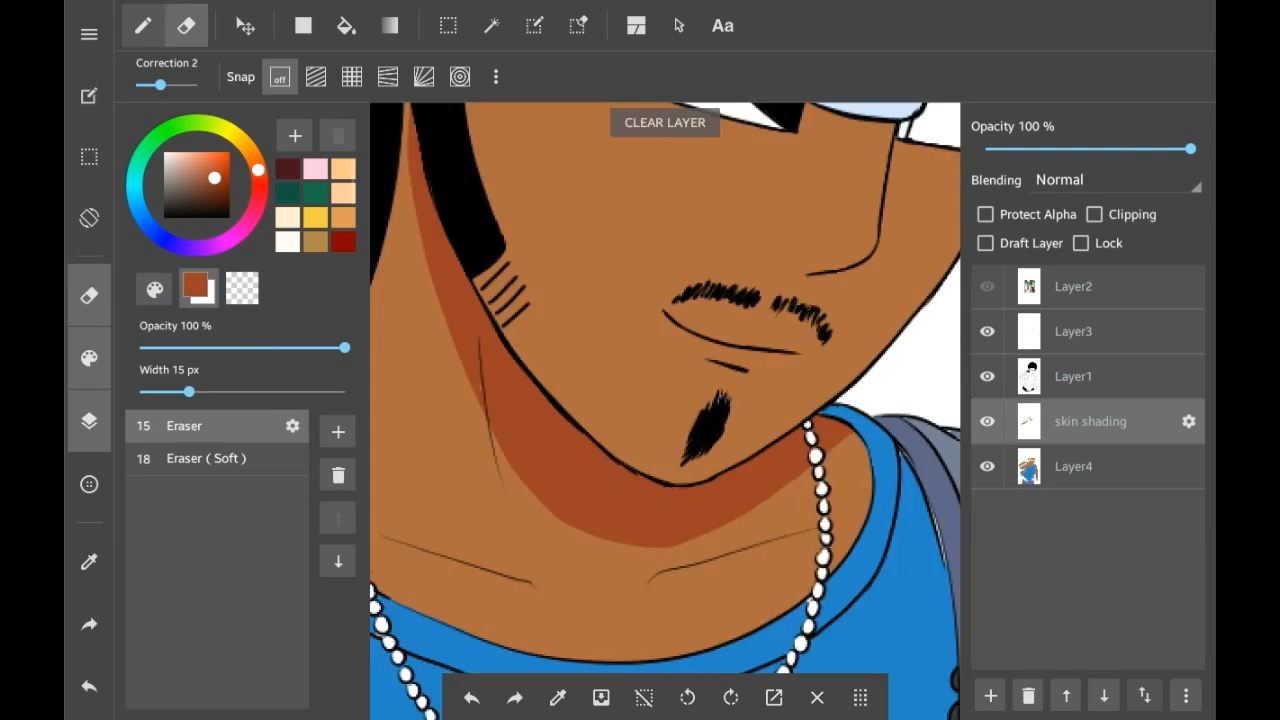 Aa
Correction 2
Snap
off
CLEAR LAYER
Opacity 100 %
Width 15 px
15 Eraser
18 Eraser ( Soft )
Opacity 100 %
Blending Normal
Protect Alpha Clipping
Draft Layer Lock
Layer2
Layer3
Layer1
skin shading
Layer4